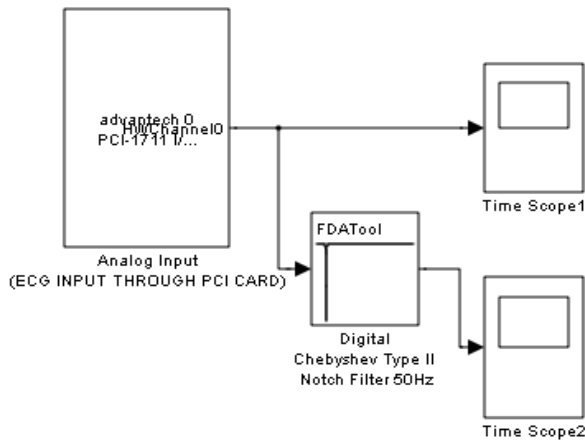 advantech 0
HWChannel0
PCI-1711 I/...
Analog Input
(ECG INPUT THROUGH PCI CARD)
Time Scope1
FDATool
Digital
Chebyshev Type II
Notch Filter 50Hz
Time Scope2